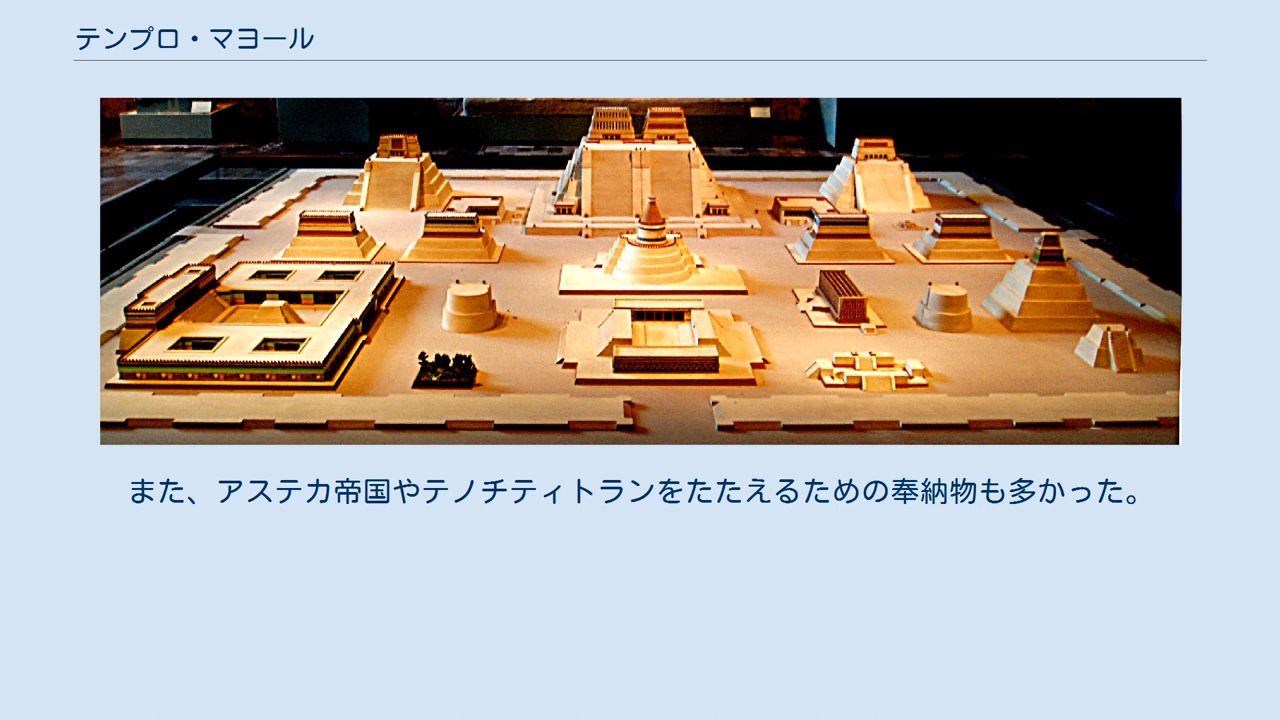 テンプロ・マヨール
また、アステカ帝国やテノチティトランをたたえるための奉納物も多かった。